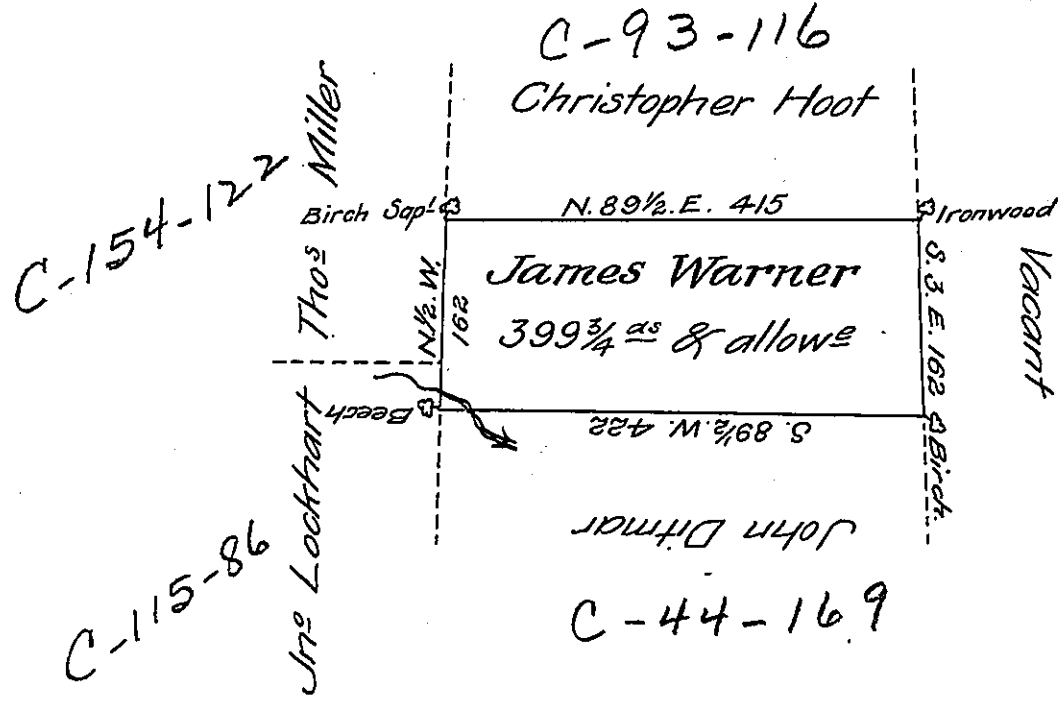 C-93-116
Christopher Hoot
Thoˢ Miller
C-154-122
Birch Sapˡ
N. 89½. E. 415
Ironwood
James Warner
399¾ ᵃˢ & allowᵉ
N.½. W.
162
S. 3. E. 162
Vacant
Beech
S. 89½. W. 422
Birch.
Jnº Lockhart
John Ditmar
C-115-86
C-44-169